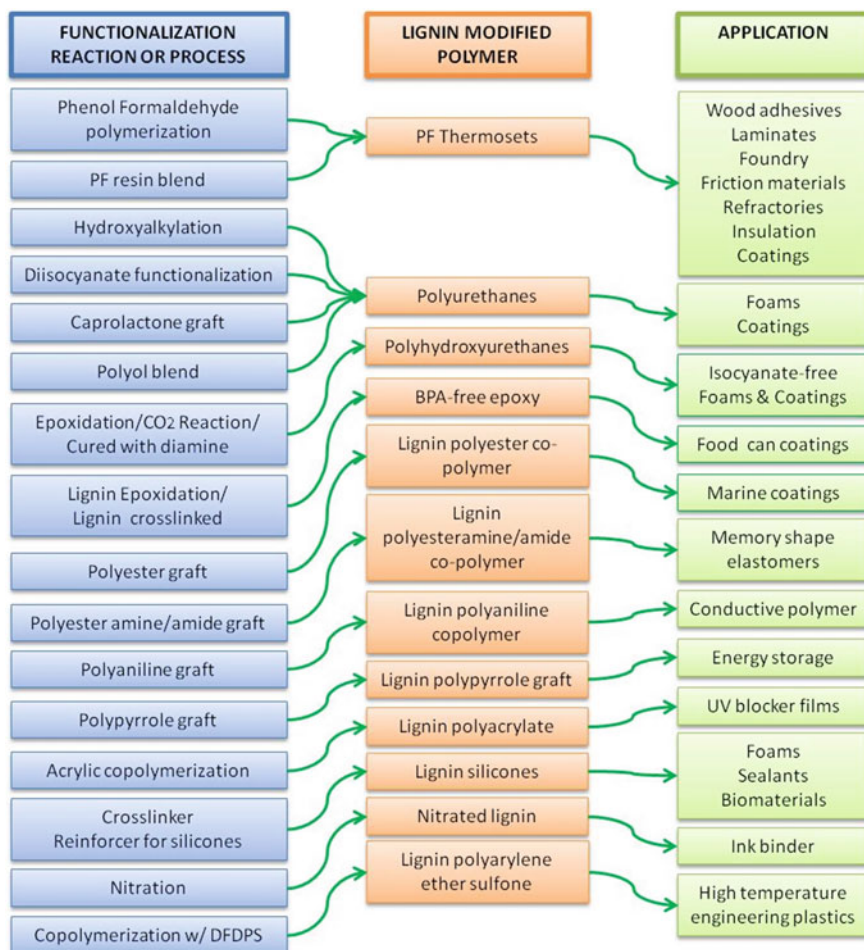 FUNCTIONALIZATION
REACTION OR PROCESS
Phenol Formaldehyde
polymerization
PF resin blend
Hydroxyalkylation
Diisocyanate functionalization
Caprolactone graft
Polyol blend
Epoxidation/CO2 Reaction/
Cured with diamine
Lignin Epoxidation/
Lignin crosslinked
Polyester graft
Polyester amine/amide graft
Polyaniline graft
Polypyrrole graft
Acrylic copolymerization
Crosslinker
Reinforcer for silicones
Nitration
Copolymerization w/ DFDPS
LIGNIN MODIFIED
POLYMER
PF Thermosets
Polyurethanes
Polyhydroxyurethanes
BPA-free epoxy
Lignin polyester co-
polymer
Lignin
polyesteramine/amide
co-polymer
Lignin polyaniline
copolymer
Lignin polypyrrole graft
Lignin polyacrylate
Lignin silicones
Nitrated lignin
Lignin polyarylene
ether sulfone
APPLICATION
Wood adhesives
Laminates
Foundry
Friction materials
Refractories
Insulation
Coatings
Foams
Coatings
Isocyanate-free
Foams & Coatings
Food can coatings
Marine coatings
Memory shape
elastomers
Conductive polymer
Energy storage
UV blocker films
Foams
Sealants
Biomaterials
Ink binder
High temperature
engineering plastics